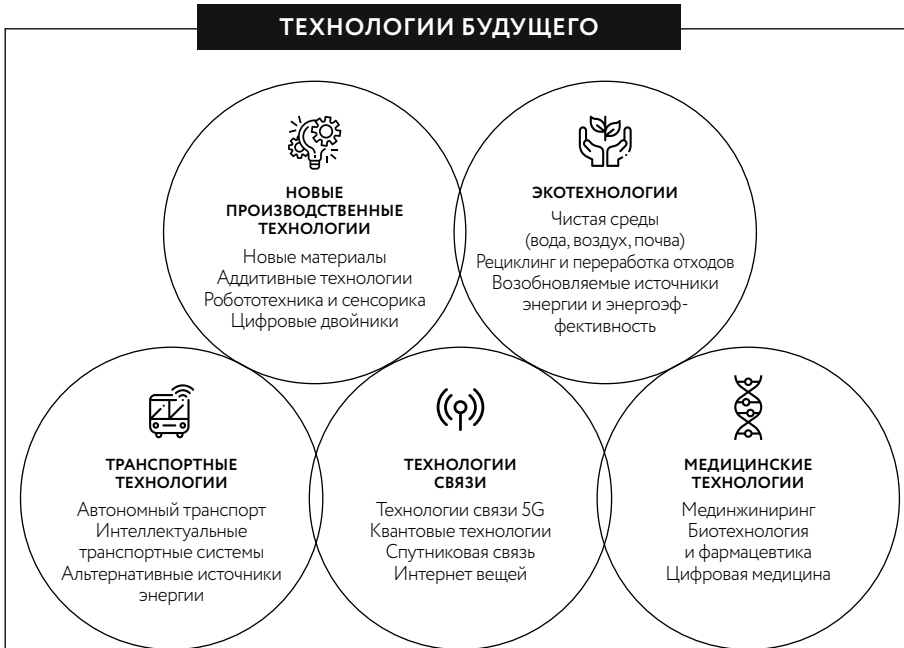 ТЕХНОЛОГИИ БУДУЩЕГО
НОВЫЕ
ПРОИЗВОДСТВЕННЫЕ
ТЕХНОЛОГИИ
Новые материалы
Аддитивные технологии
Робототехника и сенсорика
Цифровые двойники
ЭКОТЕХНОЛОГИИ
Чистая среды
(вода, воздух, почва)
Рециклинг и переработка отходов
Возобновляемые источники
энергии и энергоэф-
фективность
ТРАНСПОРТНЫЕ
ТЕХНОЛОГИИ
Автономный транспорт
Интеллектуальные
транспортные системы
Альтернативные источники
энергии
ТЕХНОЛОГИИ
СВЯЗИ
Технологии связи 5G
Квантовые технологии
Спутниковая связь
Интернет вещей
МЕДИЦИНСКИЕ
ТЕХНОЛОГИИ
Мединжиниринг
Биотехнология
и фармацевтика
Цифровая медицина